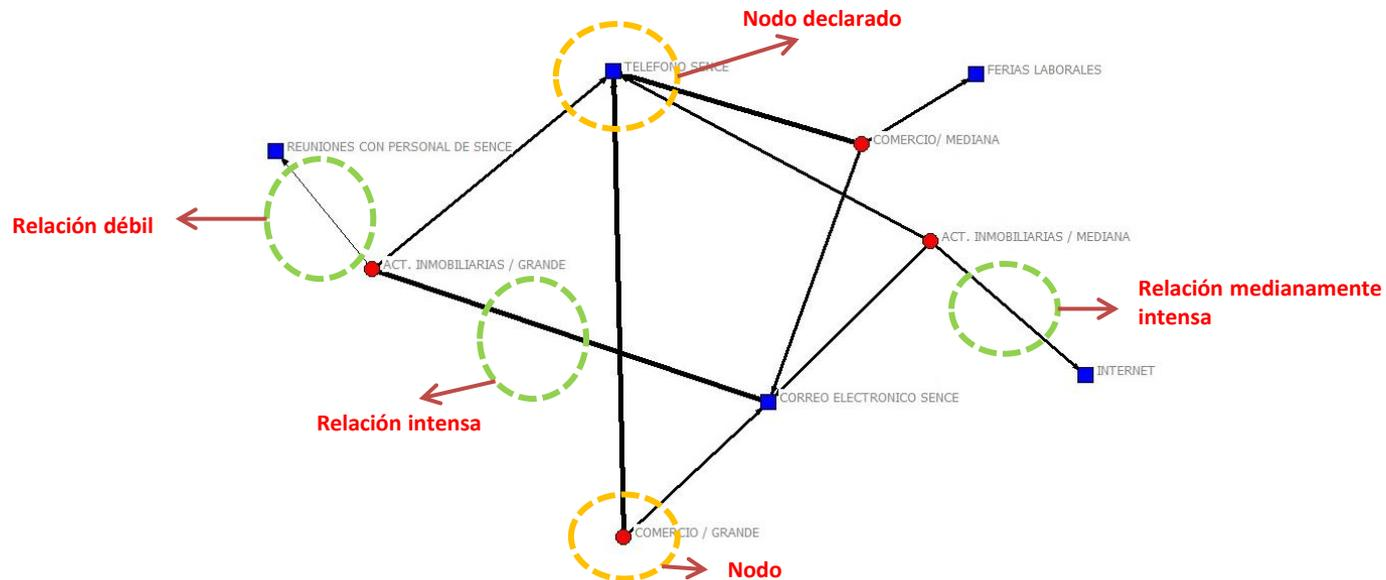 Nodo declarado
TELEFONO SENCE
FERIAS LABORALES
COMERCIO/ MEDIANA
REUNIONES CON PERSONAL DE SENCE
Relación débil
ACT. INMOBILIARIAS / MEDIANA
ACT. INMOBILIARIAS / GRANDE
Relación medianamente
intensa
INTERNET
CORREO ELECTRONICO SENCE
Relación intensa
COMERCIO / GRANDE
Nodo